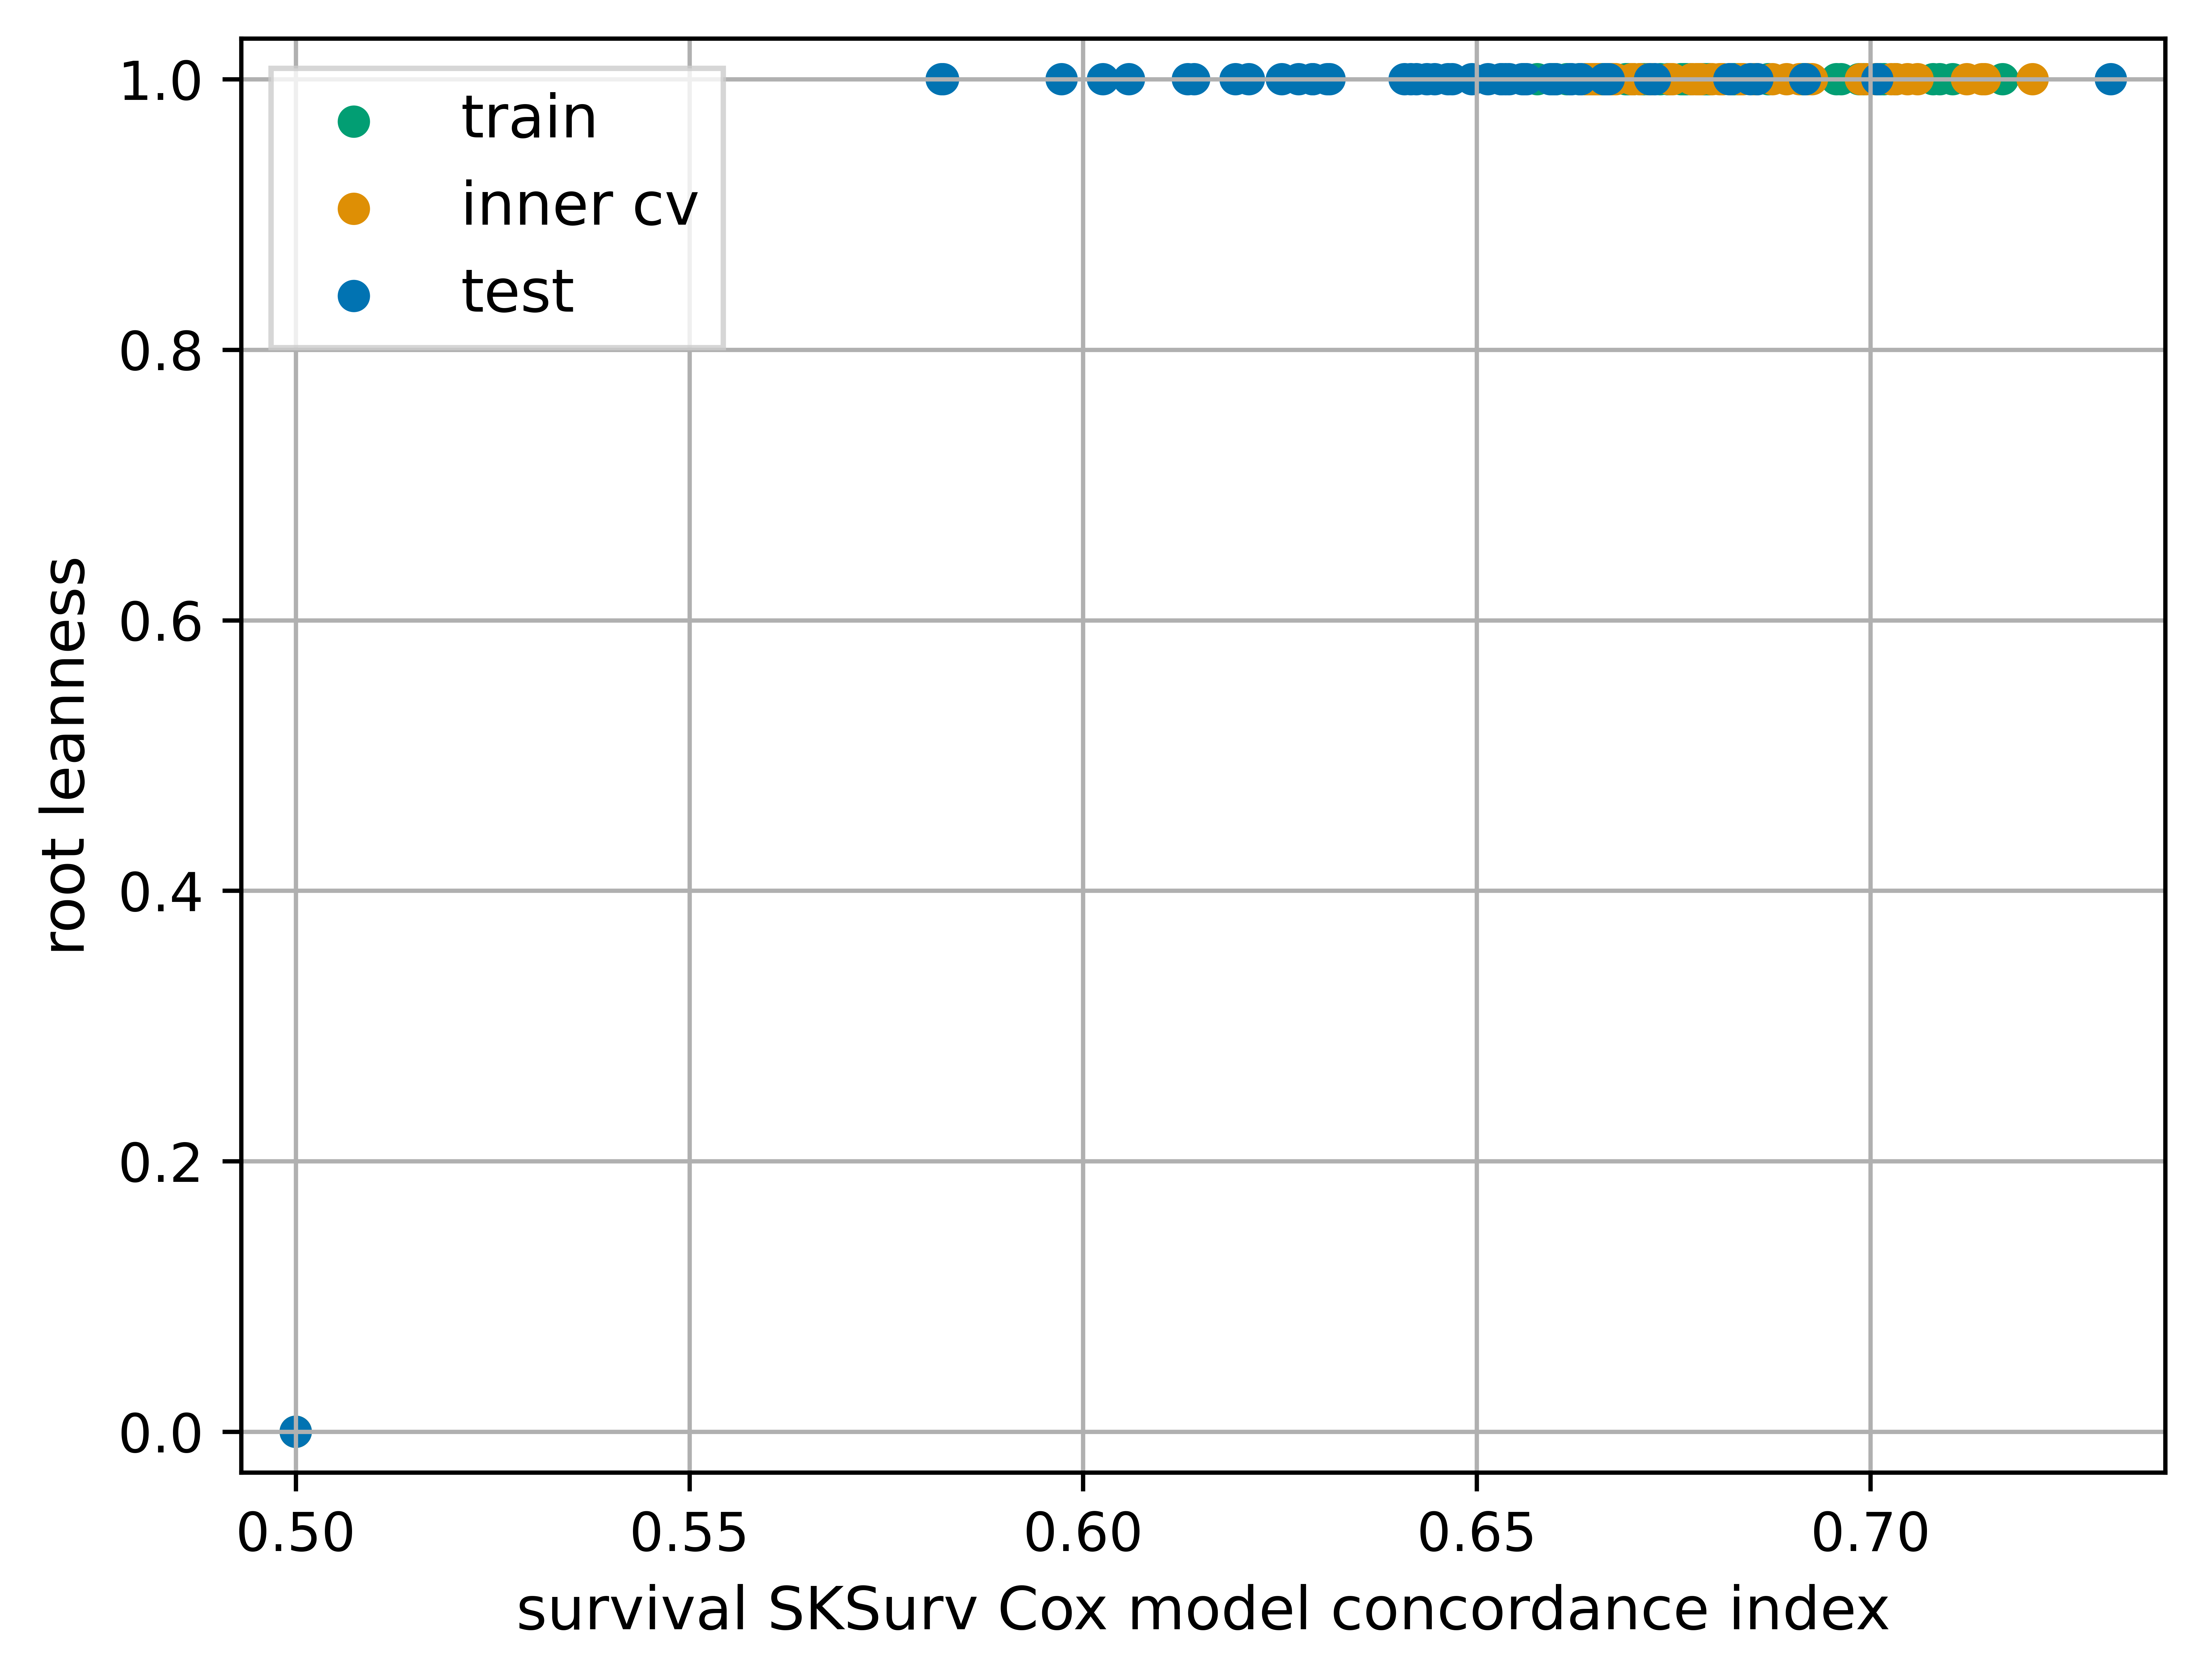 1.0
0.8
0.6
0.4
0.2
0.0
root leanness
train
inner cv
test
0.50 0.55 0.60 0.65 0.70
survival SKSurv Cox model concordance index